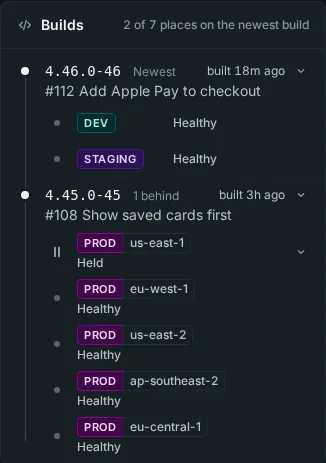 </> Builds 2 of 7 places on the newest build
4.46.0-46 Newest built 18m ago
#112 Add Apple Pay to checkout
DEV Healthy
STAGING Healthy
4.45.0-45 1 behind built 3h ago
#108 Show saved cards first
PROD us-east-1
Held
PROD eu-west-1
Healthy
PROD us-east-2
Healthy
PROD ap-southeast-2
Healthy
PROD eu-central-1
Healthy